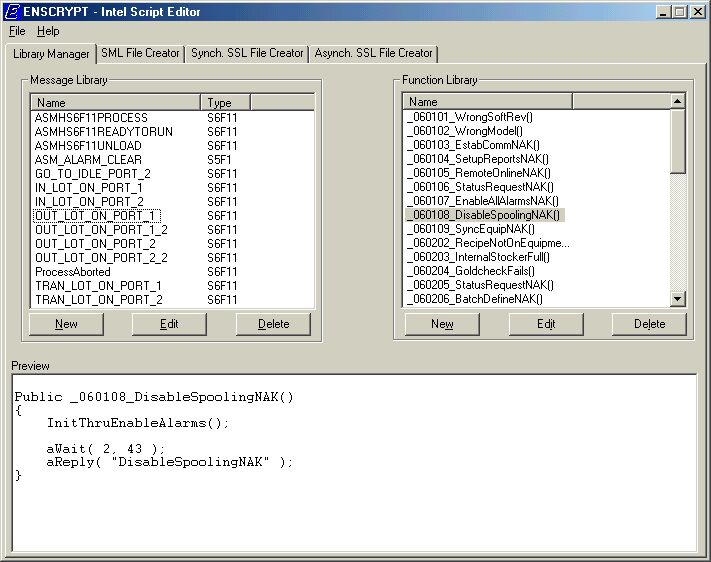 ENSCRYPT - Intel Script Editor
File Help
Library Manager SML File Creator Synch. SSL File Creator Asynch. SSL File Creator
Message Library
Name Type
ASMHS6F11PROCESS S6F11
ASMHS6F11READYTORUN S6F11
ASMHS6F11UNLOAD S6F11
ASM_ALARM_CLEAR S5F1
GO_TO_IDLE_PORT_2 S6F11
IN_LOT_ON_PORT_1 S6F11
IN_LOT_ON_PORT_2 S6F11
OUT_LOT_ON_PORT_1 S6F11
OUT_LOT_ON_PORT_1_2 S6F11
OUT_LOT_ON_PORT_2 S6F11
OUT_LOT_ON_PORT_2_2 S6F11
ProcessAborted S6F11
TRAN_LOT_ON_PORT_1 S6F11
TRAN_LOT_ON_PORT_2 S6F11
New Edit Delete
Function Library
Name
_060101_WrongSoftRev()
_060102_WrongModel()
_060103_EstabCommNAK()
_060104_SetupReportsNAK()
_060105_RemoteOnlineNAK()
_060106_StatusRequestNAK()
_060107_EnableAllAlarmsNAK()
_060108_DisableSpoolingNAK()
_060109_SyncEquipNAK()
_060202_RecipeNotOnEquipme...
_060203_InternalStockerFull()
_060204_GoldcheckFails()
_060205_StatusRequestNAK()
_060206_BatchDefineNAK()
New Edit Delete
Preview
Public _060108_DisableSpoolingNAK()
{
InitThruEnableAlarms();
aWait( 2, 43 );
aReply( "DisableSpoolingNAK" );
}